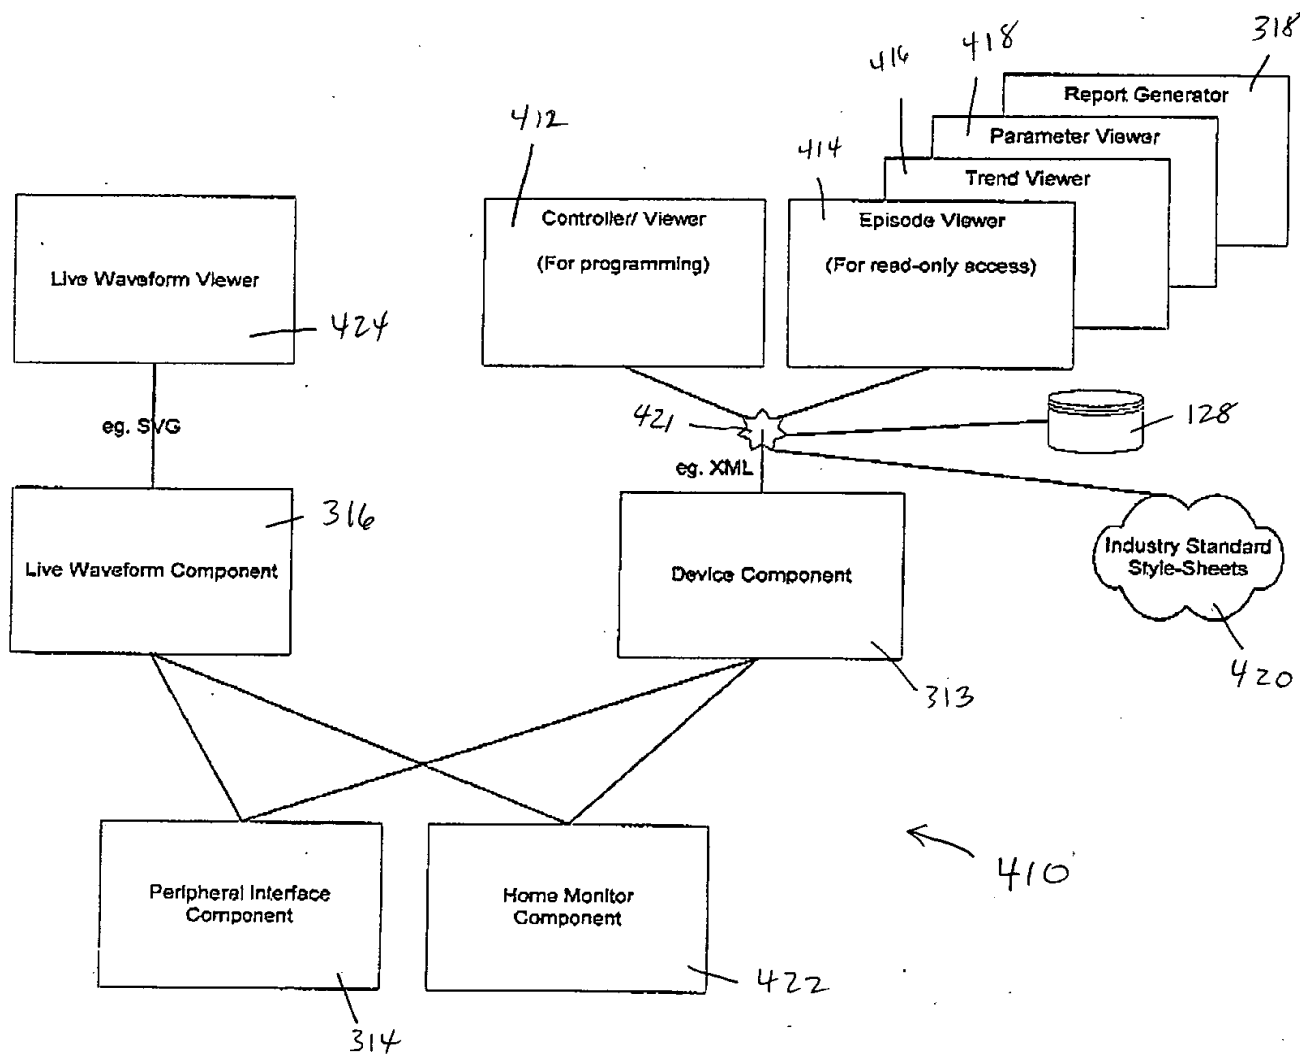 318
418
416
Report Generator
412
Parameter Viewer
414
Trend Viewer
Controller/ Viewer
(For programming)
Episode Viewer
(For read-only access)
Live Waveform Viewer
424
421
128
eg. SVG
eg. XML
316
Live Waveform Component
Device Component
Industry Standard
Style-Sheets
420
313
410
Peripheral Interface
Component
Home Monitor
Component
422
314